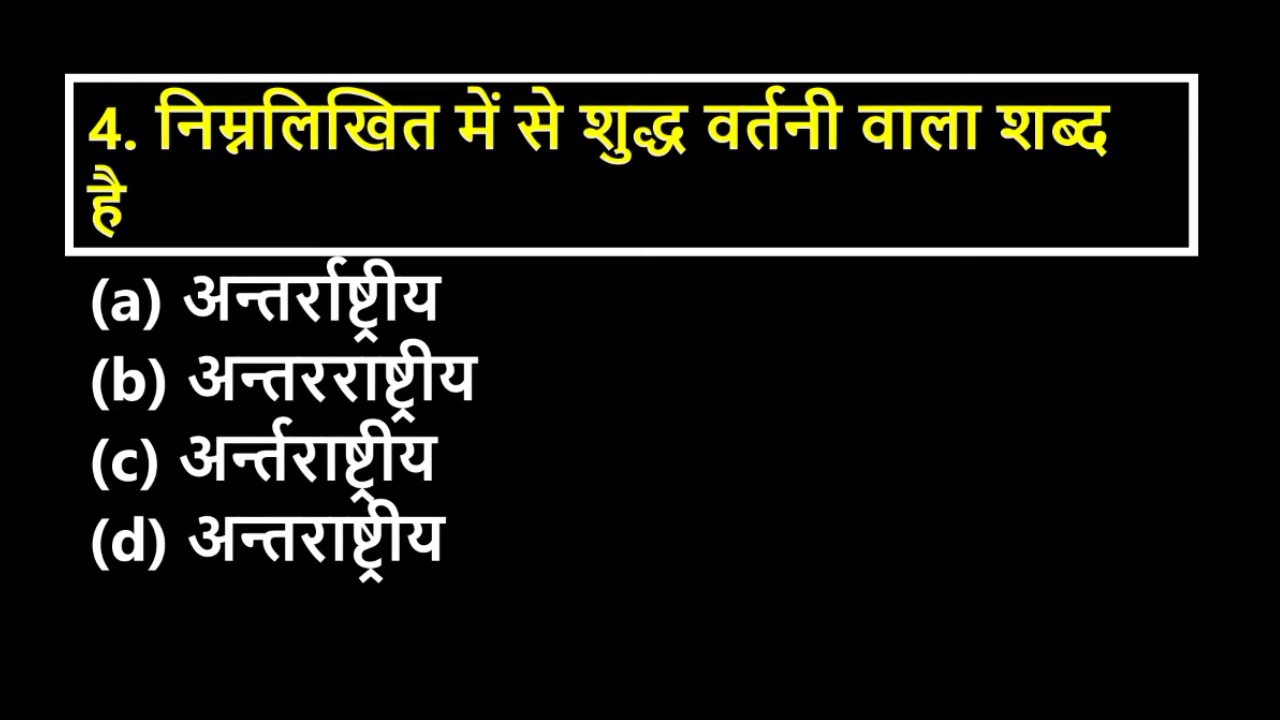 4. निम्नलिखित में से शुद्ध वर्तनी वाला शब्द
है
(a) अन्तर्राष्ट्रीय
(b) अन्तरराष्ट्रीय
(c) अर्न्तराष्ट्रीय
(d) अन्तराष्ट्रीय